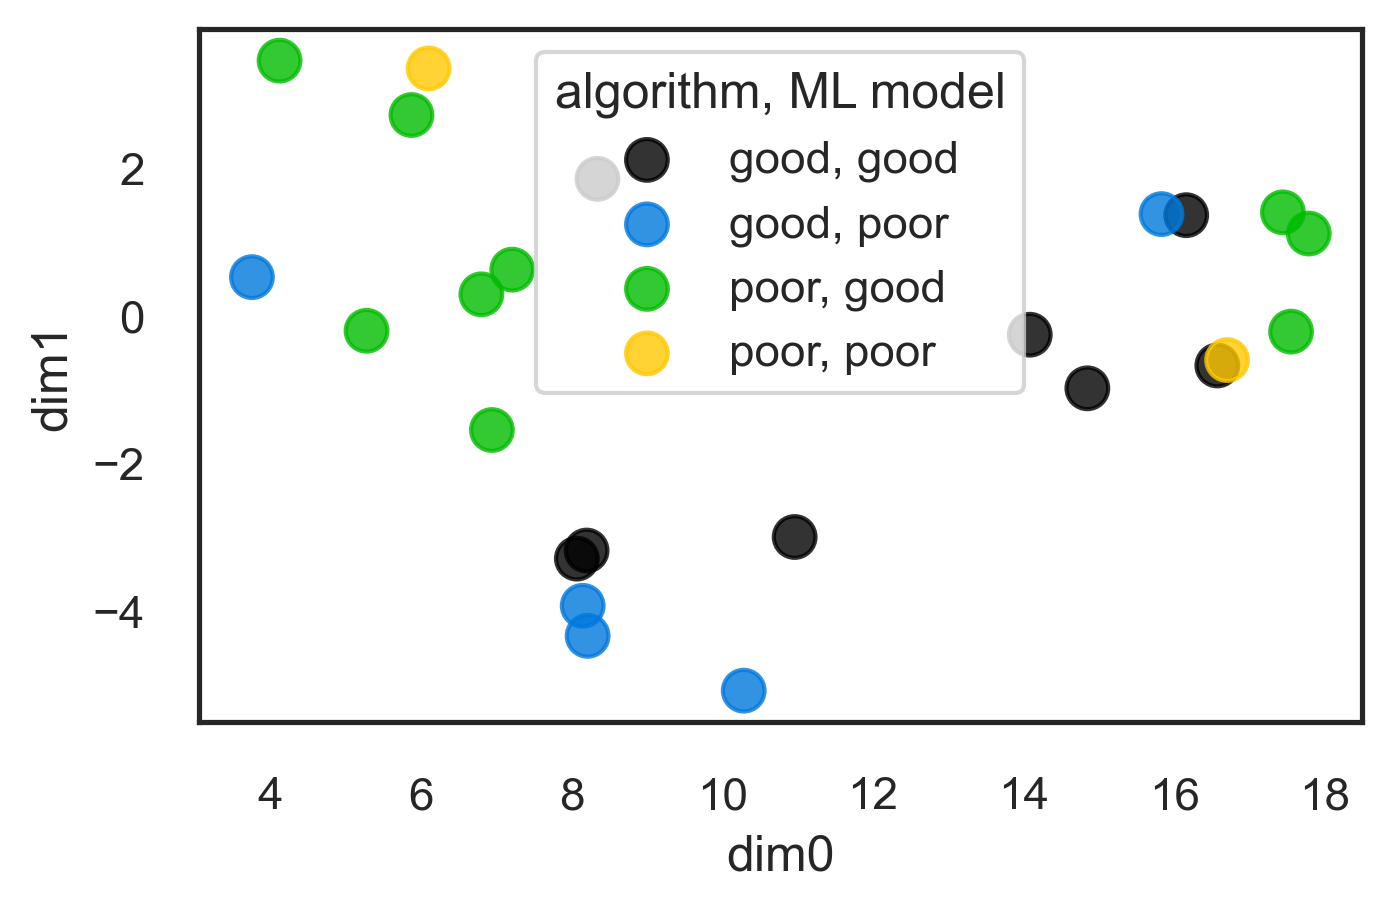 algorithm, ML model
good, good
good, poor
poor, good
poor, poor
2
0
−2
−4
dim1
4 6 8 10 12 14 16 18
dim0